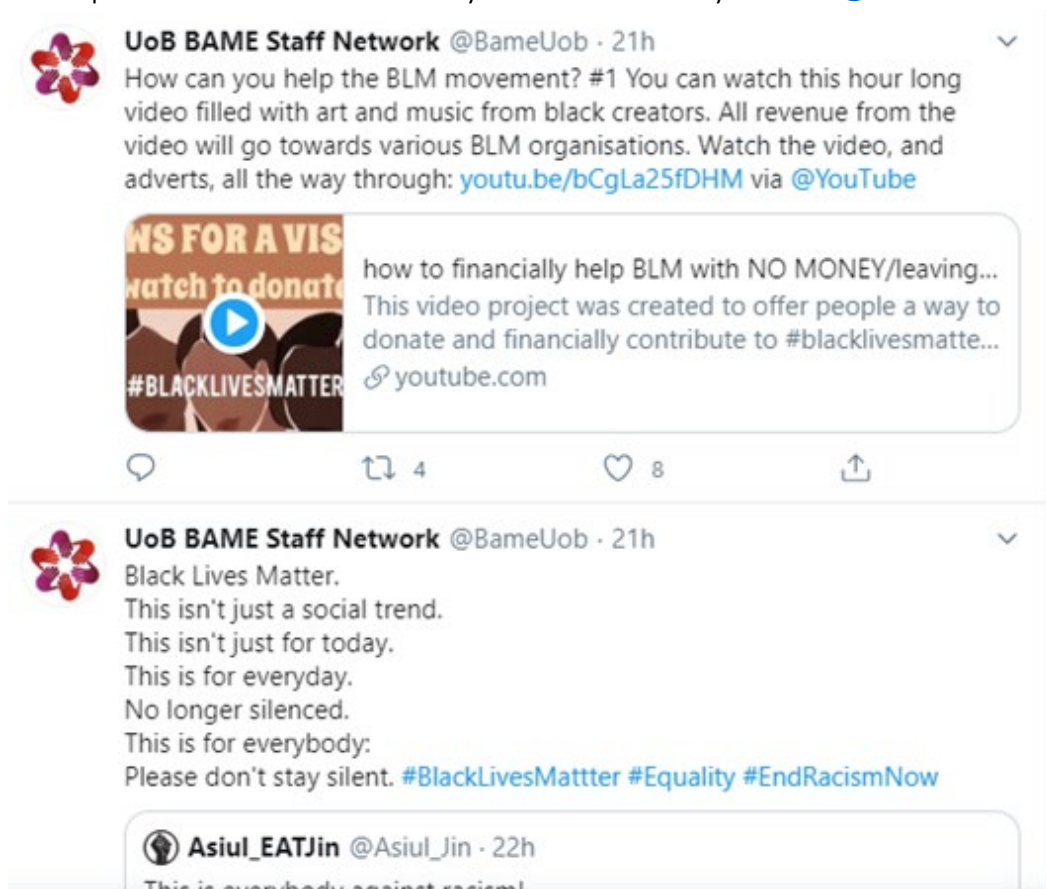 UoB BAME Staff Network @BameUob · 21h
How can you help the BLM movement? #1 You can watch this hour long
video filled with art and music from black creators. All revenue from the
video will go towards various BLM organisations. Watch the video, and
adverts, all the way through: youtu.be/bCgLa25fDHM via @YouTube
WS FOR A VIS
watch to donate
#BLACKLIVESMATTER
how to financially help BLM with NO MONEY/leaving...
This video project was created to offer people a way to
donate and financially contribute to #blacklivesmatte...
youtube.com
4 8
UoB BAME Staff Network @BameUob · 21h
Black Lives Matter.
This isn't just a social trend.
This isn't just for today.
This is for everyday.
No longer silenced.
This is for everybody:
Please don't stay silent. #BlackLivesMattter #Equality #EndRacismNow
Asiul_EATJin @Asiul_Jin · 22h
This is everybody against racism!